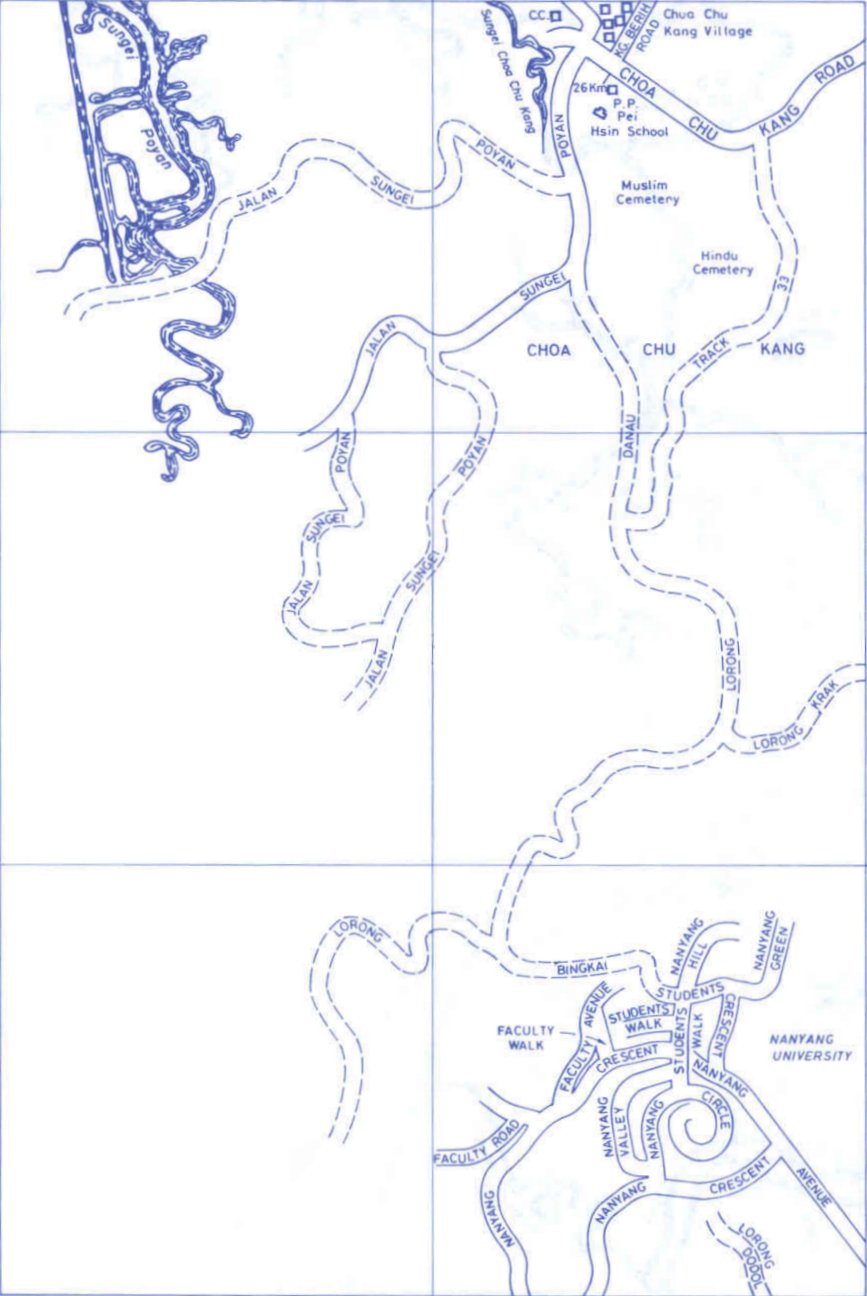 Sungei
Poyan
JALAN
SUNGEI
POYAN
Sungei Choa Chu Kang
C.C.
KG. BERIH
ROAD
Chua Chu
Kang Village
26Km
P.P.
Pei
Hsin School
POYAN
CHOA
CHU
KANG
ROAD
Muslim
Cemetery
Hindu
Cemetery
33
TRACK
SUNGEI
JALAN
CHOA
CHU
KANG
DANAU
POYAN
SUNGEI
JALAN
POYAN
SUNGEI
JALAN
LORONG
LORONG
KRAK
LORONG
BINGKAI
NANYANG
HILL
NANYANG
GREEN
STUDENTS
CRESCENT
AVENUE
FACULTY
STUDENTS
WALK
STUDENTS
WALK
FACULTY
WALK
CRESCENT
NANYANG
UNIVERSITY
NANYANG
AVENUE
NANYANG
VALLEY
NANYANG
CIRCLE
FACULTY ROAD
NANYANG
NANYANG
CRESCENT
LORONG
DODOL